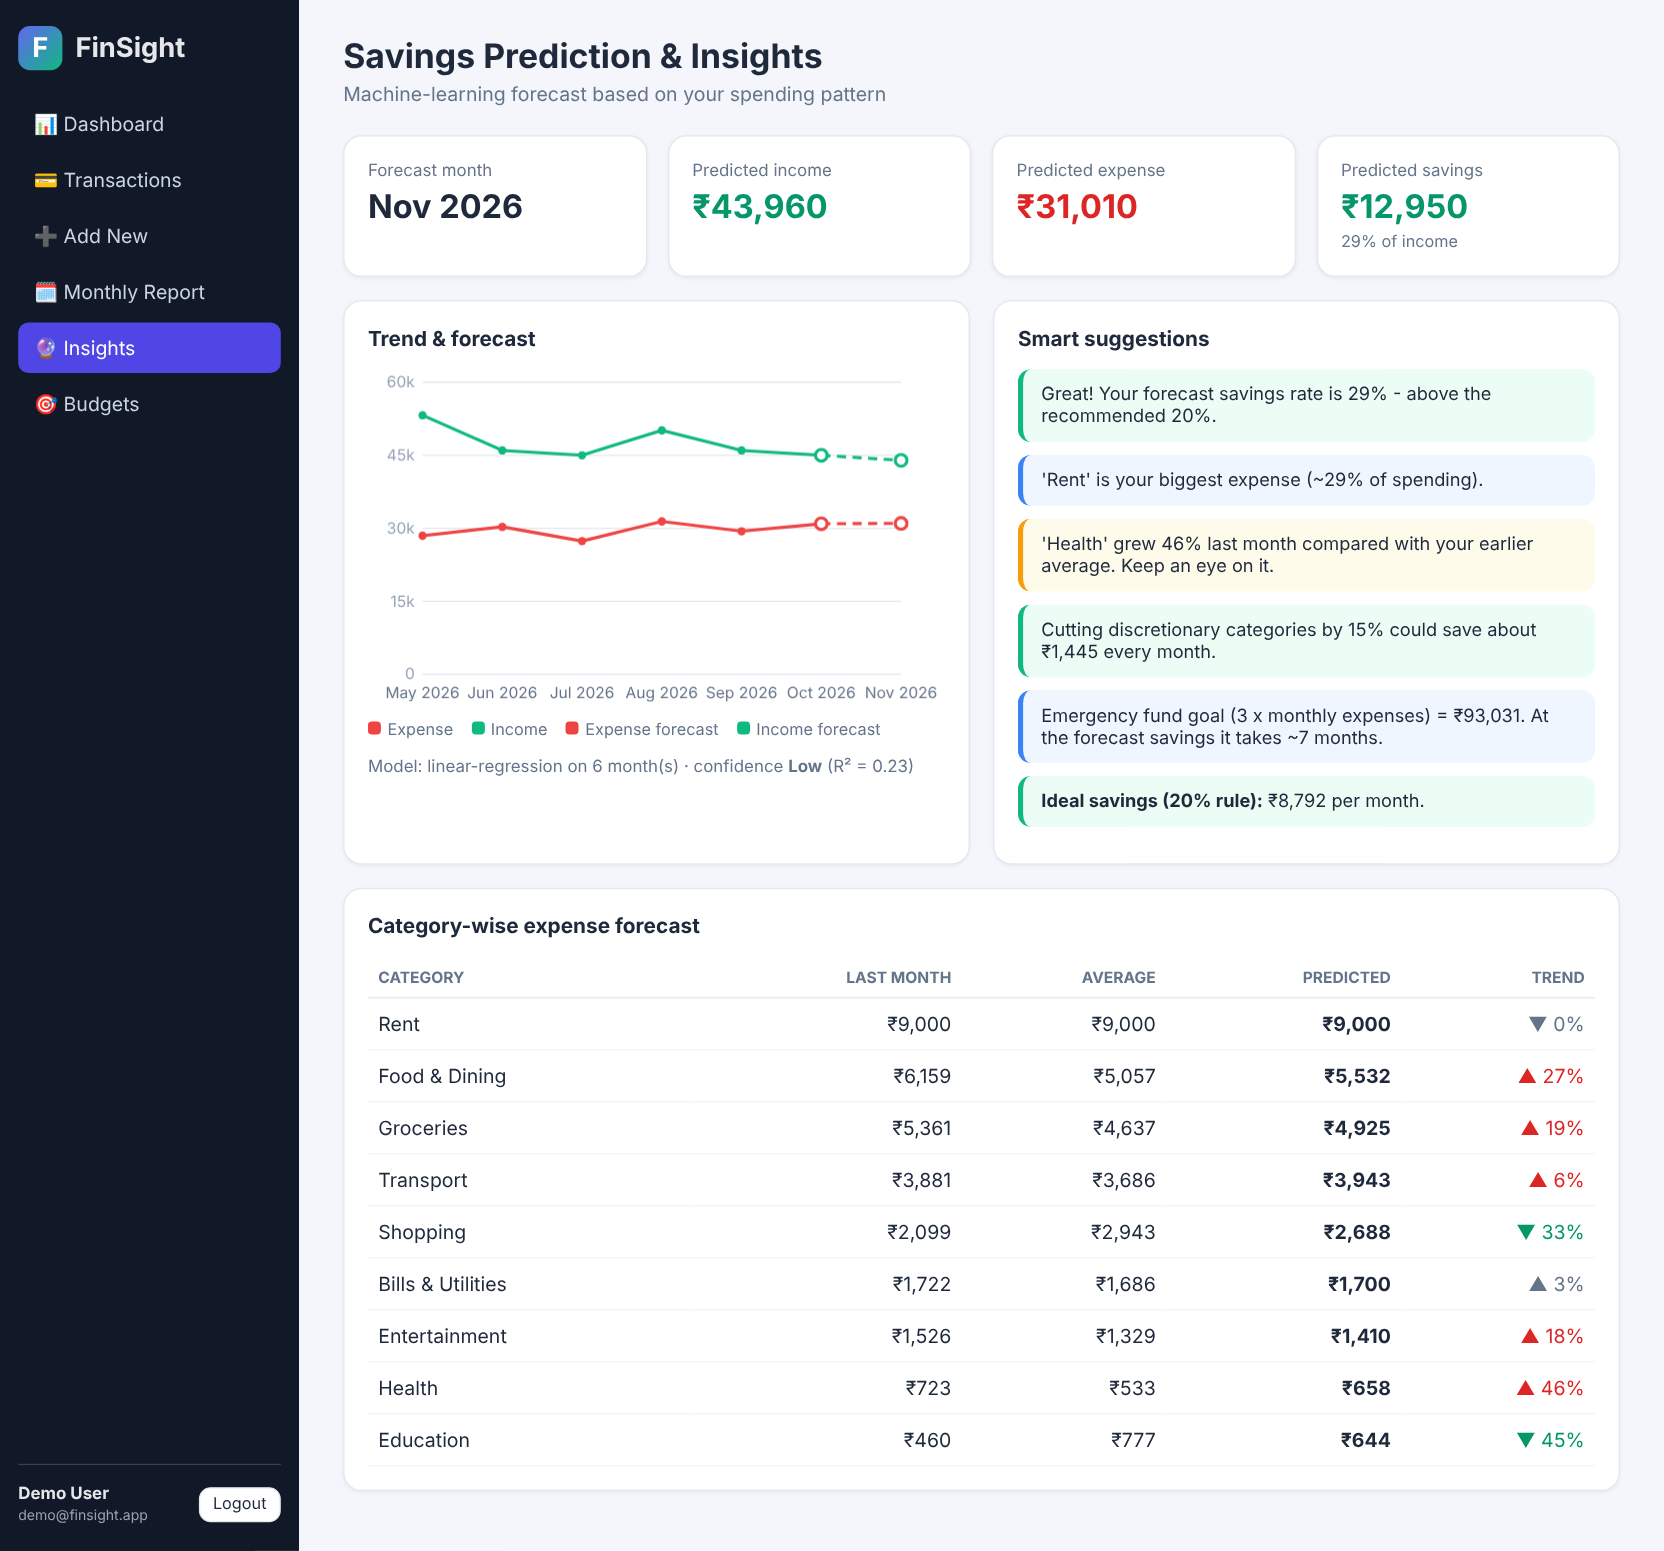 F FinSight
📊 Dashboard
💳 Transactions
➕ Add New
🗓️ Monthly Report
🔮 Insights
🎯 Budgets
Demo User
demo@finsight.app
Logout
Savings Prediction & Insights
Machine-learning forecast based on your spending pattern
Forecast month
Nov 2026
Predicted income
₹43,960
Predicted expense
₹31,010
Predicted savings
₹12,950
29% of income
Trend & forecast
60k
45k
30k
15k
0
May 2026 Jun 2026 Jul 2026 Aug 2026 Sep 2026 Oct 2026 Nov 2026
Expense Income Expense forecast Income forecast
Model: linear-regression on 6 month(s) · confidence Low (R² = 0.23)
Smart suggestions
Great! Your forecast savings rate is 29% - above the
recommended 20%.
'Rent' is your biggest expense (~29% of spending).
'Health' grew 46% last month compared with your earlier
average. Keep an eye on it.
Cutting discretionary categories by 15% could save about
₹1,445 every month.
Emergency fund goal (3 x monthly expenses) = ₹93,031. At
the forecast savings it takes ~7 months.
Ideal savings (20% rule): ₹8,792 per month.
Category-wise expense forecast
CATEGORY LAST MONTH AVERAGE PREDICTED TREND
Rent ₹9,000 ₹9,000 ₹9,000 ▼ 0%
Food & Dining ₹6,159 ₹5,057 ₹5,532 ▲ 27%
Groceries ₹5,361 ₹4,637 ₹4,925 ▲ 19%
Transport ₹3,881 ₹3,686 ₹3,943 ▲ 6%
Shopping ₹2,099 ₹2,943 ₹2,688 ▼ 33%
Bills & Utilities ₹1,722 ₹1,686 ₹1,700 ▲ 3%
Entertainment ₹1,526 ₹1,329 ₹1,410 ▲ 18%
Health ₹723 ₹533 ₹658 ▲ 46%
Education ₹460 ₹777 ₹644 ▼ 45%